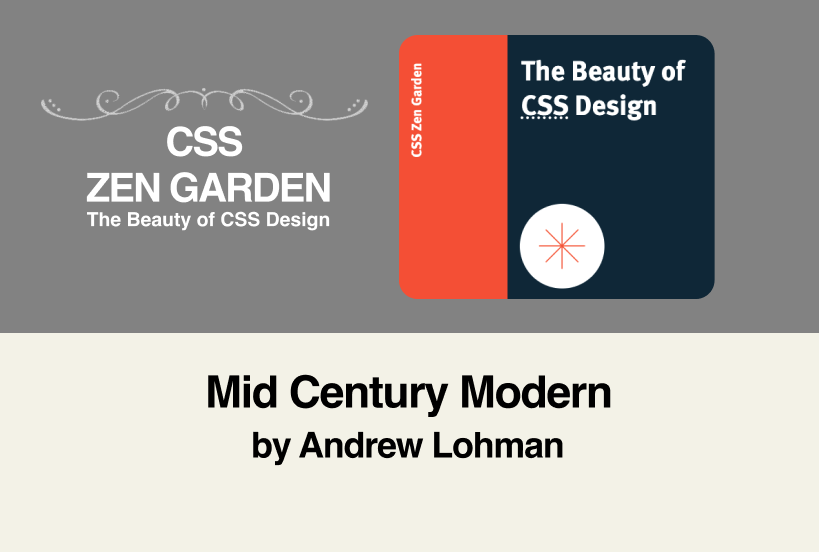 CSS
ZEN GARDEN
The Beauty of CSS Design
CSS Zen Garden
The Beauty of
CSS Design
Mid Century Modern
by Andrew Lohman